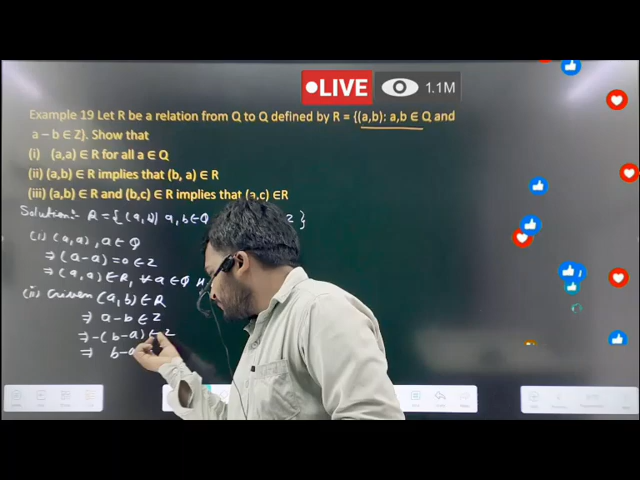 LIVE 1.1M
Example 19 Let R be a relation from Q to Q defined by R = {(a,b): a,b ∈ Q and
a – b ∈ Z}. Show that
(i) (a,a) ∈ R for all a ∈ Q
(ii) (a,b) ∈ R implies that (b, a) ∈ R
(iii) (a,b) ∈ R and (b,c) ∈ R implies that (a,c) ∈R
Solution:- R = { (a,b) a, b ∈ Q Z }
(i) (a,a), a ∈ Q
⇒ (a-a) = 0 ∈ Z
⇒ (a,a) ∈ R, ∀ a ∈ Q
(ii) Given (a,b) ∈ R
⇒ a-b ∈ Z
⇒ -(b-a) ∈ Z
⇒ b-a